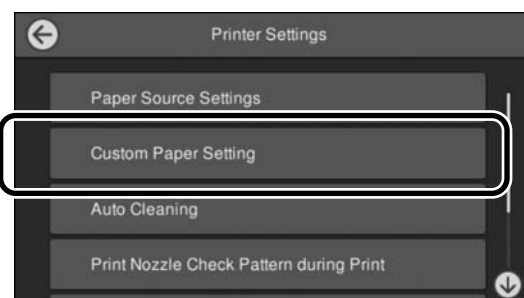 Printer Settings
Paper Source Settings
Custom Paper Setting
Auto Cleaning
Print Nozzle Check Pattern during Print